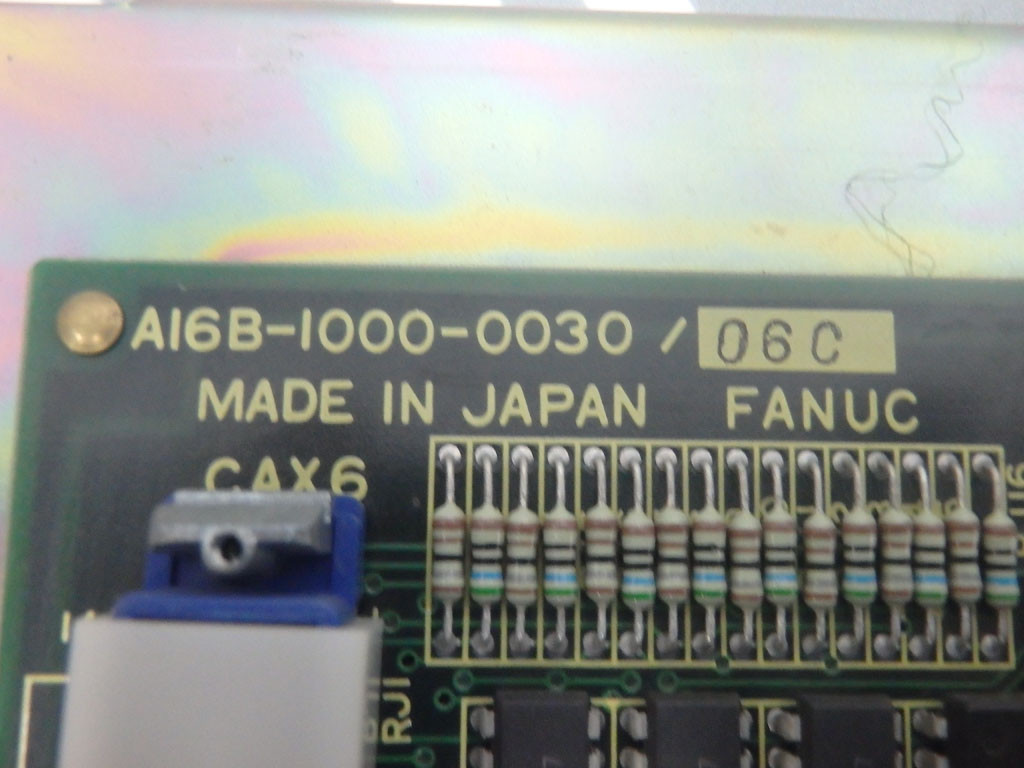 A16B-1000-0030 / 06C
MADE IN JAPAN FANUC
CAX6
RJ1